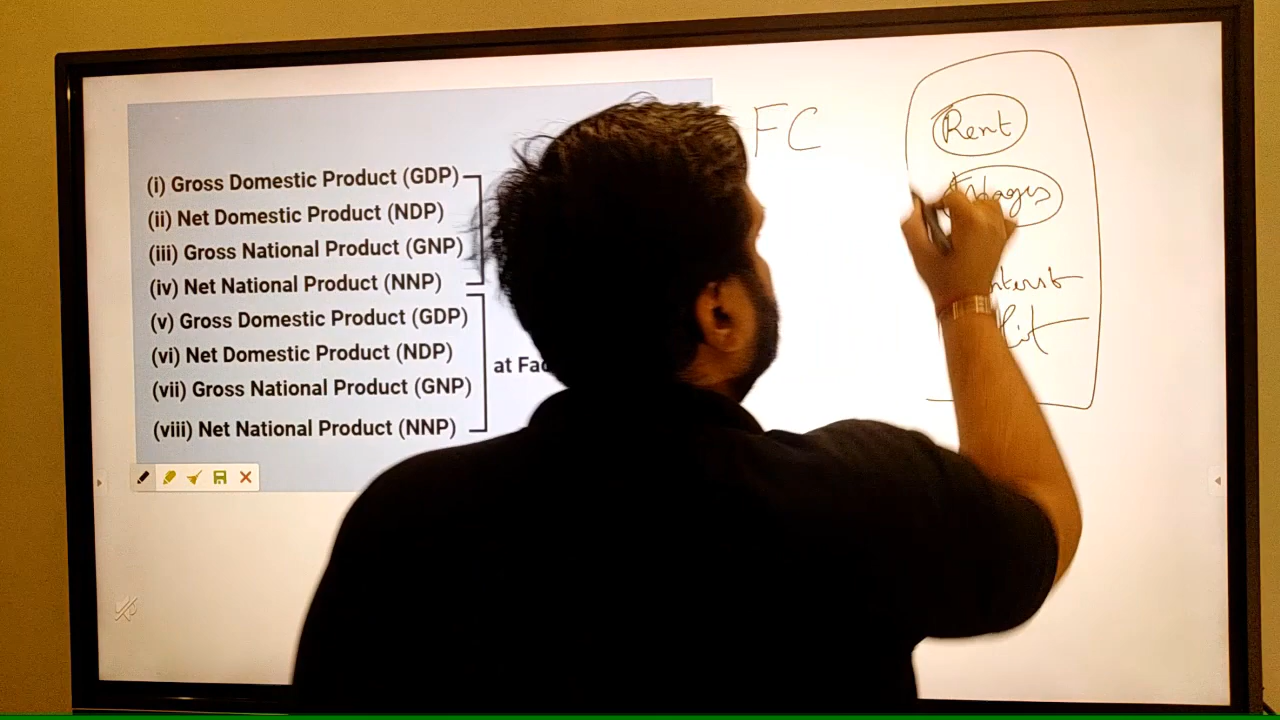 (i) Gross Domestic Product (GDP)
(ii) Net Domestic Product (NDP)
(iii) Gross National Product (GNP)
(iv) Net National Product (NNP)
(v) Gross Domestic Product (GDP)
(vi) Net Domestic Product (NDP)
(vii) Gross National Product (GNP)
(viii) Net National Product (NNP)
at Fac
FC
Rent
Wages